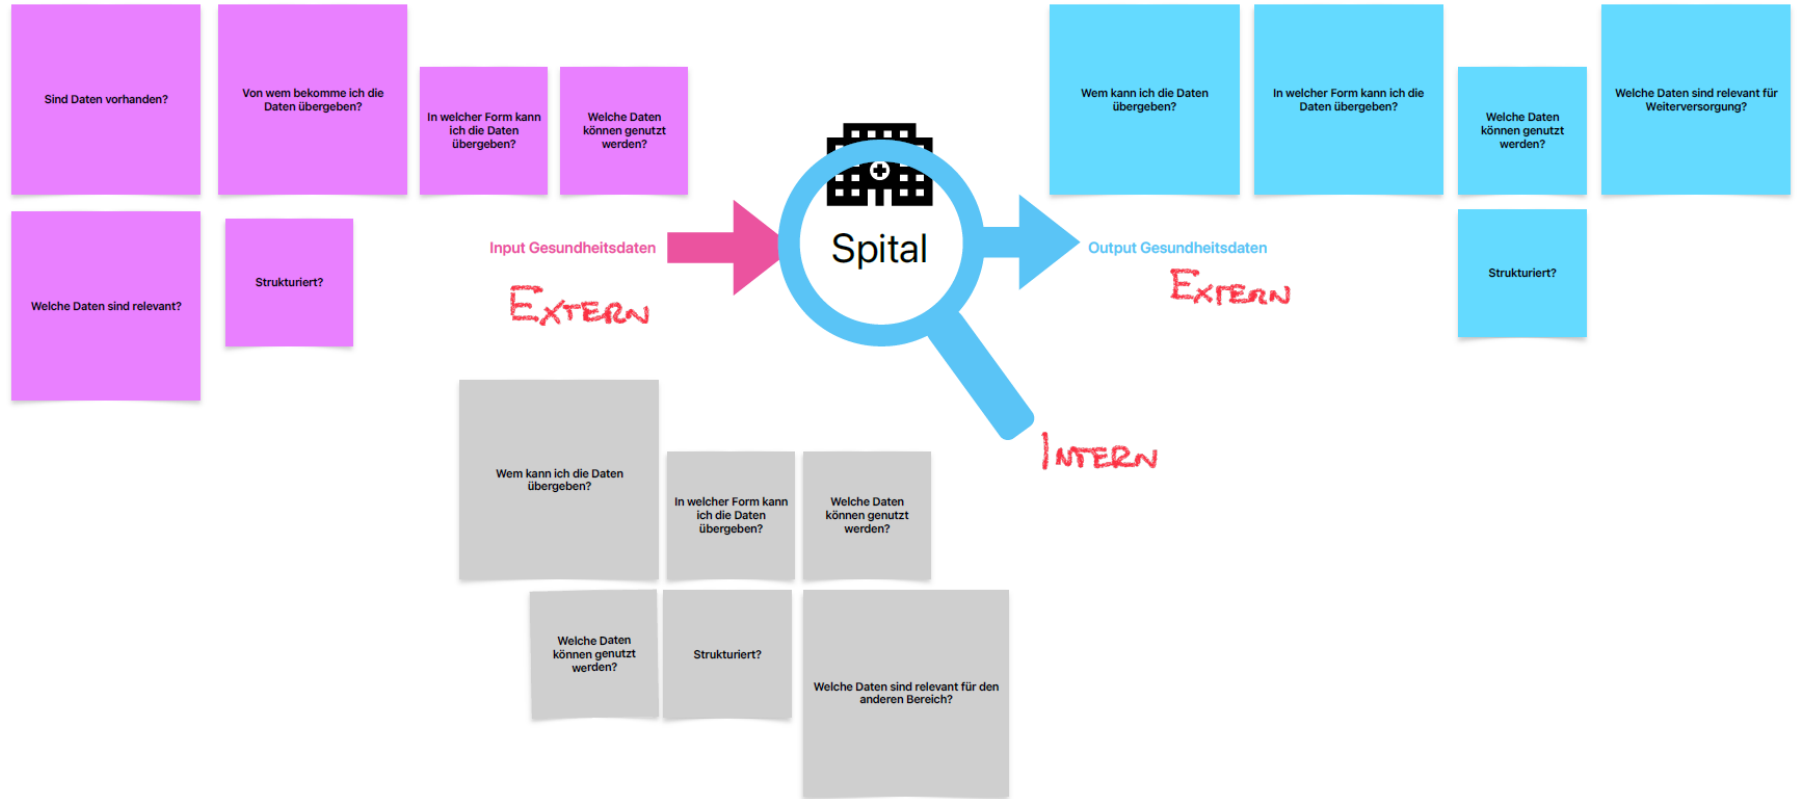 Sind Daten vorhanden?
Von wem bekomme ich die
Daten übergeben?
In welcher Form kann
ich die Daten
übergeben?
Welche Daten
können genutzt
werden?
Welche Daten sind relevant?
Strukturiert?
Input Gesundheitsdaten
EXTERN
Spital
Output Gesundheitsdaten
EXTERN
INTERN
Wem kann ich die Daten
übergeben?
In welcher Form kann ich die
Daten übergeben?
Welche Daten
können genutzt
werden?
Welche Daten sind relevant für
Weiterversorgung?
Strukturiert?
Wem kann ich die Daten
übergeben?
In welcher Form kann
ich die Daten
übergeben?
Welche Daten
können genutzt
werden?
Welche Daten
können genutzt
werden?
Strukturiert?
Welche Daten sind relevant für den
anderen Bereich?